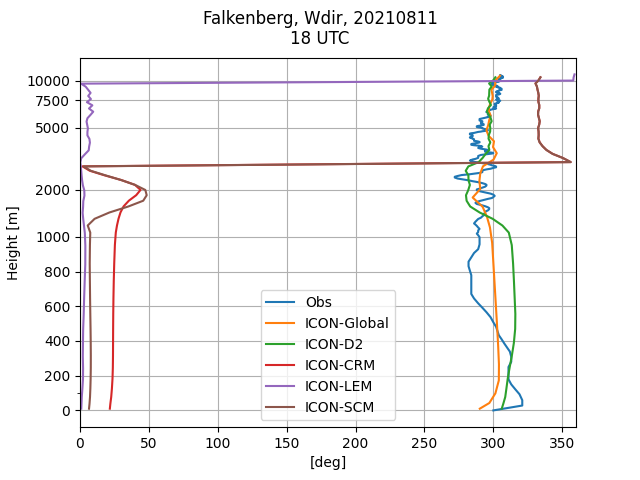 Falkenberg, Wdir, 20210811
18 UTC
10000
7500
5000
2000
1000
800
600
400
200
0
Height [m]
Obs
ICON-Global
ICON-D2
ICON-CRM
ICON-LEM
ICON-SCM
0 50 100 150 200 250 300 350
[deg]